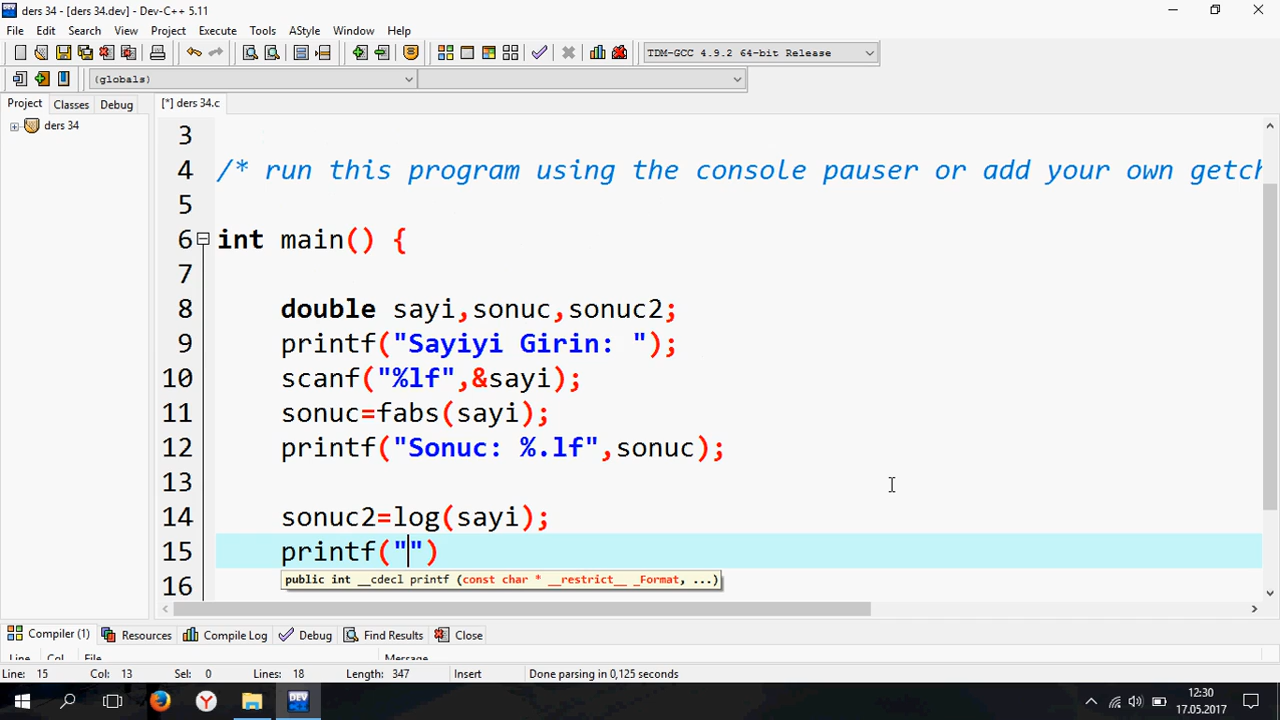 ders 34 - [ders 34.dev] - Dev-C++ 5.11
File Edit Search View Project Execute Tools AStyle Window Help
TDM-GCC 4.9.2 64-bit Release
(globals)
Project Classes Debug
[*] ders 34.c
ders 34
3
4 /* run this program using the console pauser or add your own getch
5
6 int main() {
7
8 double sayi,sonuc,sonuc2;
9 printf("Sayiyi Girin: ");
10 scanf("%lf",&sayi);
11 sonuc=fabs(sayi);
12 printf("Sonuc: %.lf",sonuc);
13
14 sonuc2=log(sayi);
15 printf("")
public int __cdecl printf (const char * __restrict__ _Format, ...)
16
Compiler (1) Resources Compile Log Debug Find Results Close
Line Col File Message
Line: 15 Col: 13 Sel: 0 Lines: 18 Length: 347 Insert Done parsing in 0,125 seconds
DEV
12:30
17.05.2017